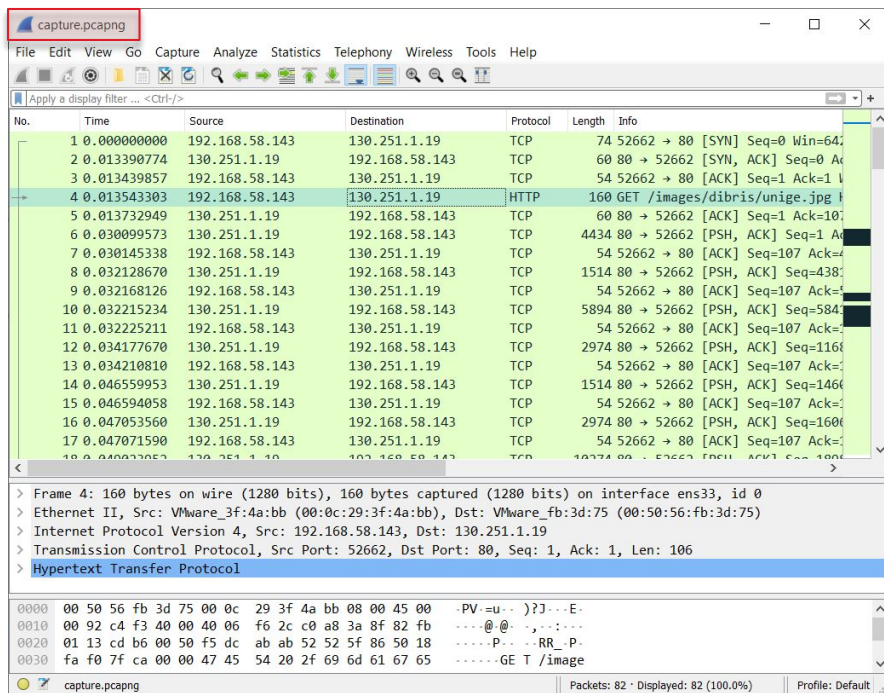 capture.pcapng
File Edit View Go Capture Analyze Statistics Telephony Wireless Tools Help
Apply a display filter ... <Ctrl-/>
No. Time Source Destination Protocol Length Info
1 0.000000000 192.168.58.143 130.251.1.19 TCP 74 52662 → 80 [SYN] Seq=0 Win=642
2 0.013390774 130.251.1.19 192.168.58.143 TCP 60 80 → 52662 [SYN, ACK] Seq=0 Ac
3 0.013439857 192.168.58.143 130.251.1.19 TCP 54 52662 → 80 [ACK] Seq=1 Ack=1 W
4 0.013543303 192.168.58.143 130.251.1.19 HTTP 160 GET /images/dibris/unige.jpg H
5 0.013732949 130.251.1.19 192.168.58.143 TCP 60 80 → 52662 [ACK] Seq=1 Ack=107
6 0.030099573 130.251.1.19 192.168.58.143 TCP 4434 80 → 52662 [PSH, ACK] Seq=1 Ac
7 0.030145338 192.168.58.143 130.251.1.19 TCP 54 52662 → 80 [ACK] Seq=107 Ack=4
8 0.032128670 130.251.1.19 192.168.58.143 TCP 1514 80 → 52662 [PSH, ACK] Seq=4381
9 0.032168126 192.168.58.143 130.251.1.19 TCP 54 52662 → 80 [ACK] Seq=107 Ack=5
10 0.032215234 130.251.1.19 192.168.58.143 TCP 5894 80 → 52662 [PSH, ACK] Seq=5841
11 0.032225211 192.168.58.143 130.251.1.19 TCP 54 52662 → 80 [ACK] Seq=107 Ack=1
12 0.034177670 130.251.1.19 192.168.58.143 TCP 2974 80 → 52662 [PSH, ACK] Seq=1168
13 0.034210810 192.168.58.143 130.251.1.19 TCP 54 52662 → 80 [ACK] Seq=107 Ack=1
14 0.046559953 130.251.1.19 192.168.58.143 TCP 1514 80 → 52662 [PSH, ACK] Seq=1460
15 0.046594058 192.168.58.143 130.251.1.19 TCP 54 52662 → 80 [ACK] Seq=107 Ack=1
16 0.047053560 130.251.1.19 192.168.58.143 TCP 2974 80 → 52662 [PSH, ACK] Seq=1606
17 0.047071590 192.168.58.143 130.251.1.19 TCP 54 52662 → 80 [ACK] Seq=107 Ack=1
Frame 4: 160 bytes on wire (1280 bits), 160 bytes captured (1280 bits) on interface ens33, id 0
Ethernet II, Src: VMware_3f:4a:bb (00:0c:29:3f:4a:bb), Dst: VMware_fb:3d:75 (00:50:56:fb:3d:75)
Internet Protocol Version 4, Src: 192.168.58.143, Dst: 130.251.1.19
Transmission Control Protocol, Src Port: 52662, Dst Port: 80, Seq: 1, Ack: 1, Len: 106
Hypertext Transfer Protocol
0000 00 50 56 fb 3d 75 00 0c 29 3f 4a bb 08 00 45 00 ·PV·=u·· )?J···E·
0010 00 92 c4 f3 40 00 40 06 f6 2c c0 a8 3a 8f 82 fb ····@·@· ·,··:···
0020 01 13 cd b6 00 50 f5 dc ab ab 52 52 5f 86 50 18 ·····P·· ··RR_·P·
0030 fa f0 7f ca 00 00 47 45 54 20 2f 69 6d 61 67 65 ······GE T /image
capture.pcapng Packets: 82 · Displayed: 82 (100.0%) Profile: Default